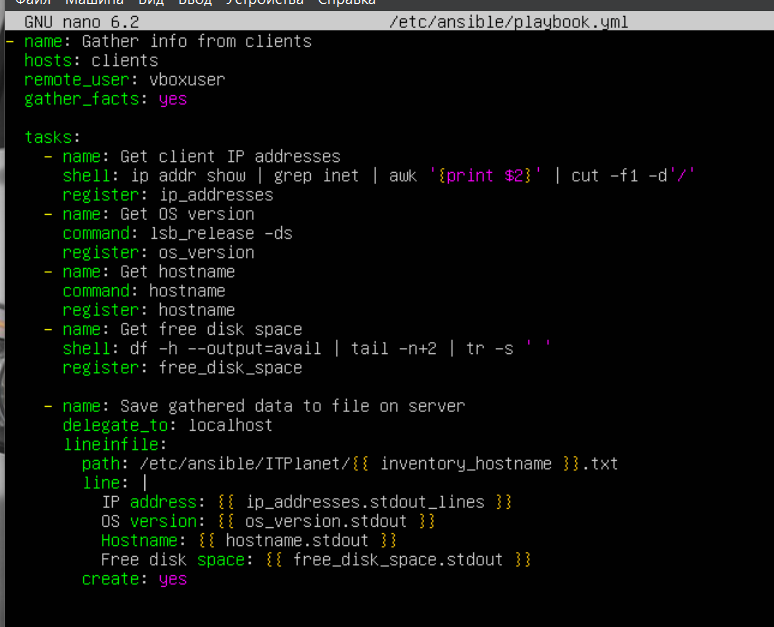 Файл Машина Вид Ввод Устройства Справка
GNU nano 6.2 /etc/ansible/playbook.yml
- name: Gather info from clients
  hosts: clients
  remote_user: vboxuser
  gather_facts: yes

  tasks:
    - name: Get client IP addresses
      shell: ip addr show | grep inet | awk '{print $2}' | cut -f1 -d'/'
      register: ip_addresses
    - name: Get OS version
      command: lsb_release -ds
      register: os_version
    - name: Get hostname
      command: hostname
      register: hostname
    - name: Get free disk space
      shell: df -h --output=avail | tail -n+2 | tr -s ' '
      register: free_disk_space

    - name: Save gathered data to file on server
      delegate_to: localhost
      lineinfile:
        path: /etc/ansible/ITPlanet/{{ inventory_hostname }}.txt
        line: |
          IP address: {{ ip_addresses.stdout_lines }}
          OS version: {{ os_version.stdout }}
          Hostname: {{ hostname.stdout }}
          Free disk space: {{ free_disk_space.stdout }}
        create: yes